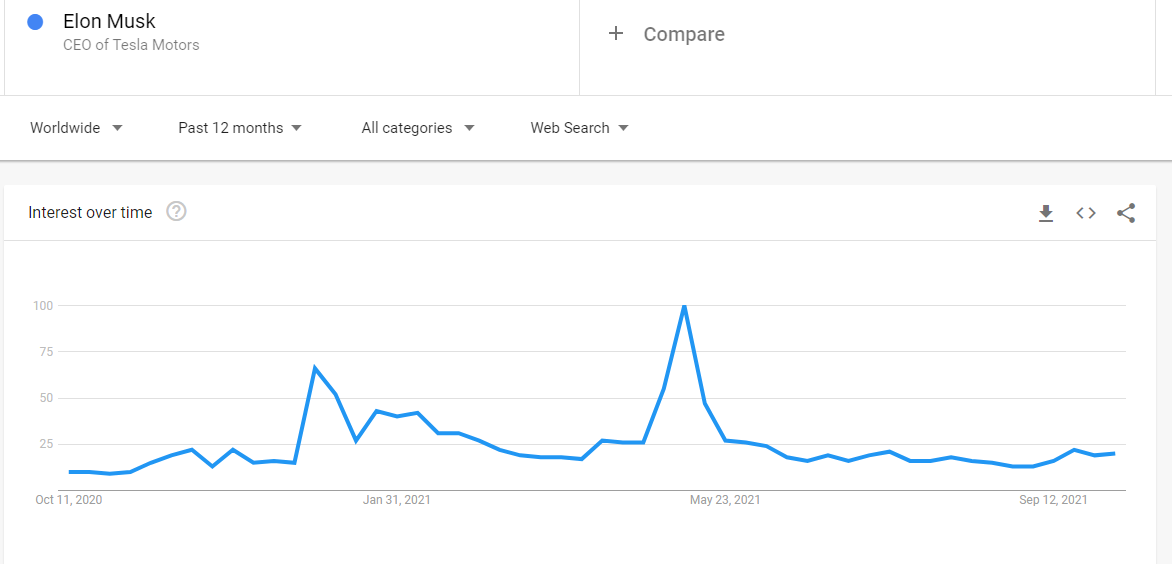 Elon Musk
CEO of Tesla Motors
+ Compare
Worldwide
Past 12 months
All categories
Web Search
Interest over time ?
100
75
50
25
Oct 11, 2020
Jan 31, 2021
May 23, 2021
Sep 12, 2021